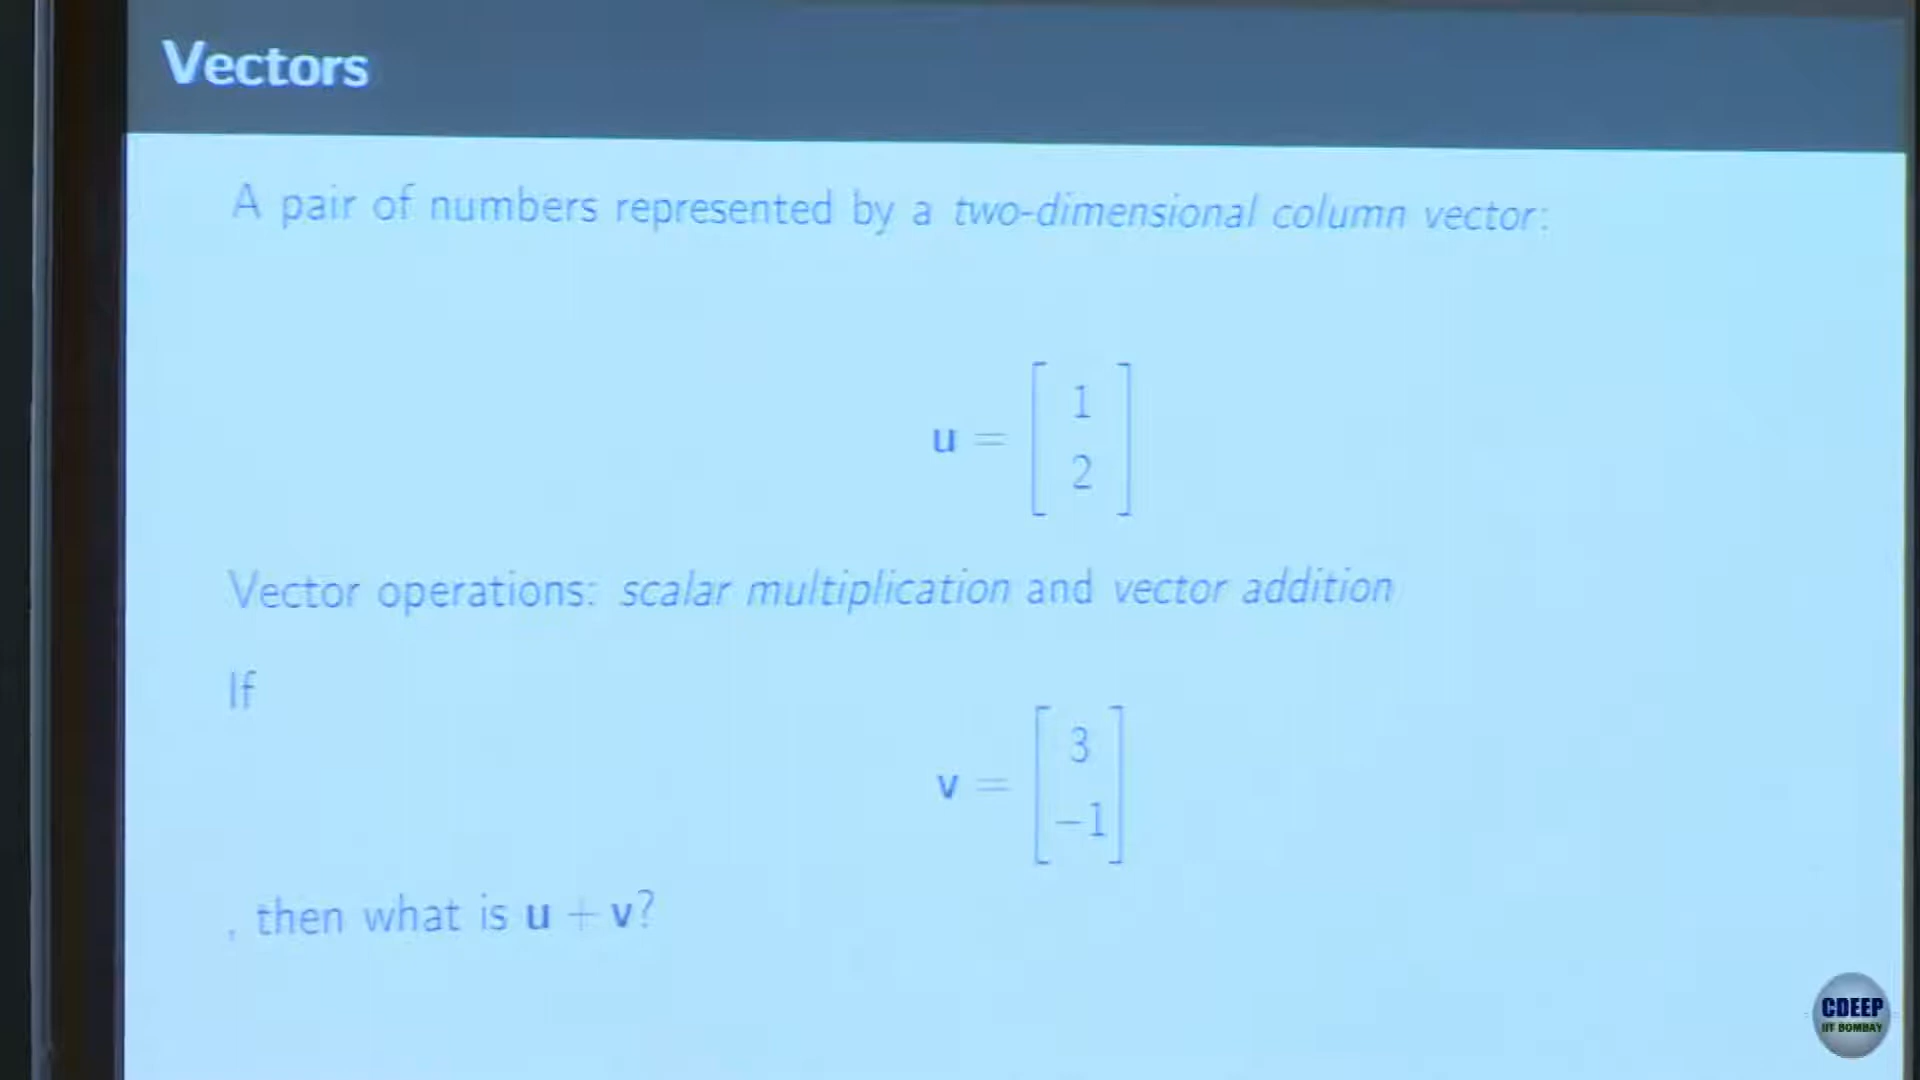 Vectors
A pair of numbers represented by a two-dimensional column vector:
u = [ 1
2 ]
Vector operations: scalar multiplication and vector addition
If
v = [ 3
−1 ]
, then what is u + v?
CDEEP
IIT BOMBAY